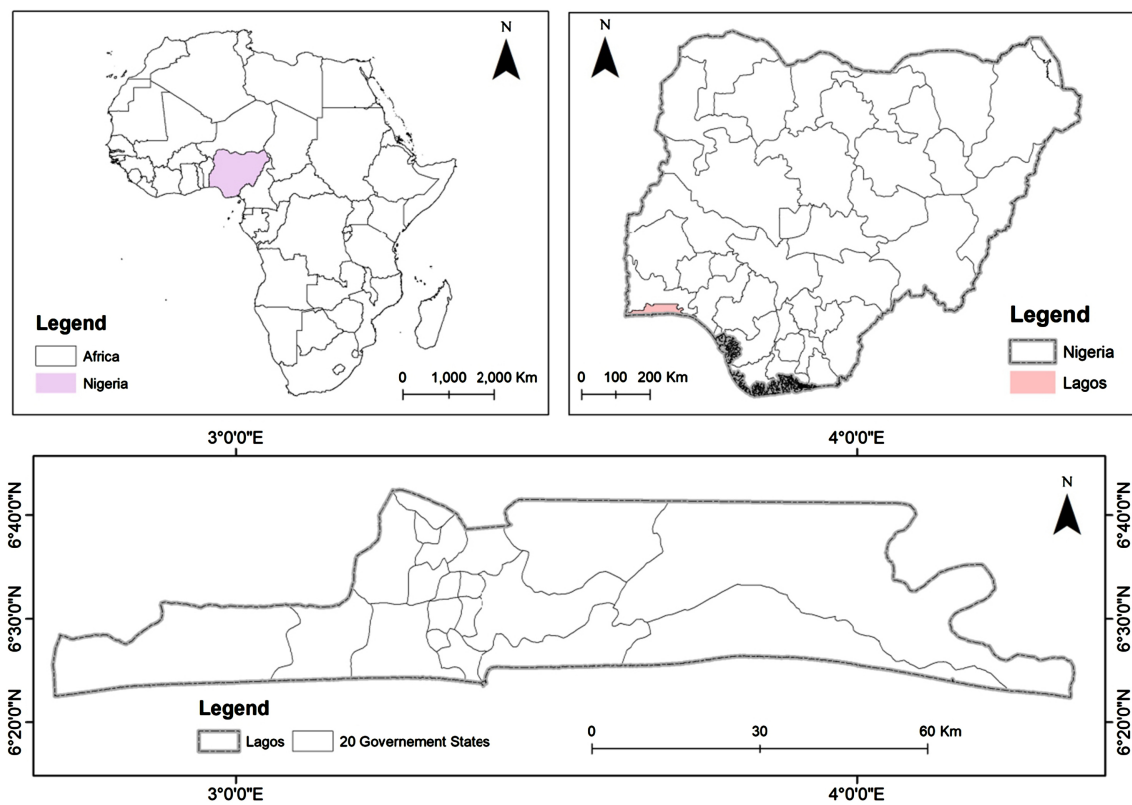 N
Legend
Africa
Nigeria
0 1,000 2,000 Km
N
Legend
Nigeria
Lagos
0 100 200 Km
3°0'0"E 4°0'0"E
N
6°40'0"N 6°40'0"N
6°30'0"N 6°30'0"N
6°20'0"N 6°20'0"N
Legend
Lagos 20 Governement States
0 30 60 Km
3°0'0"E 4°0'0"E